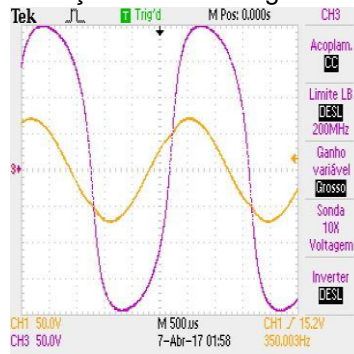 Tek Trig'd M Pos: 0.000s CH3
Acoplam.
CC
Limite LB
DESL
200MHz
Ganho
variável
Grosso
Sonda
10X
Voltagem
Inverter
DESL
3
CH1 50.0V M 500us CH1 15.2V
CH3 50.0V 7-Abr-17 01:58 350.003Hz